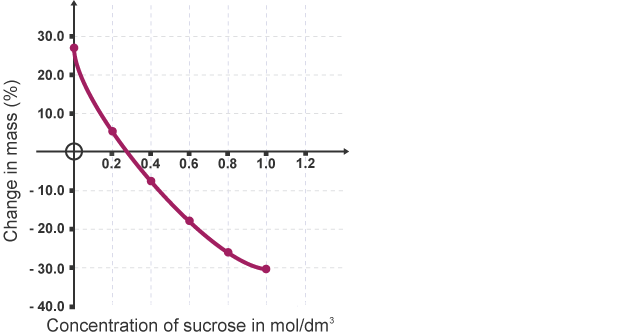 Change in mass (%)
30.0
20.0
10.0
- 10.0
- 20.0
- 30.0
- 40.0
0.2 0.4 0.6 0.8 1.0 1.2
Concentration of sucrose in mol/dm³